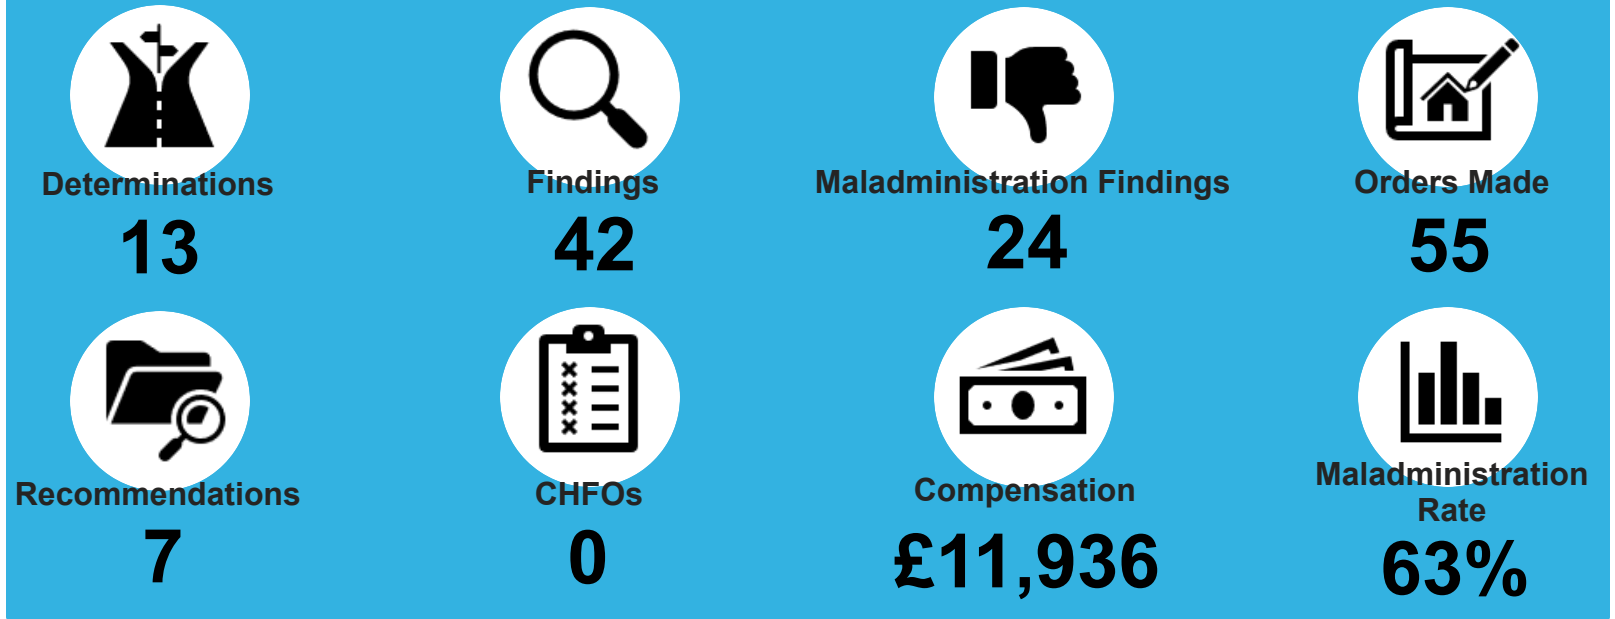 Determinations
13
Findings
42
Maladministration Findings
24
Orders Made
55
Recommendations
7
CHFOs
0
Compensation
£11,936
Maladministration
Rate
63%